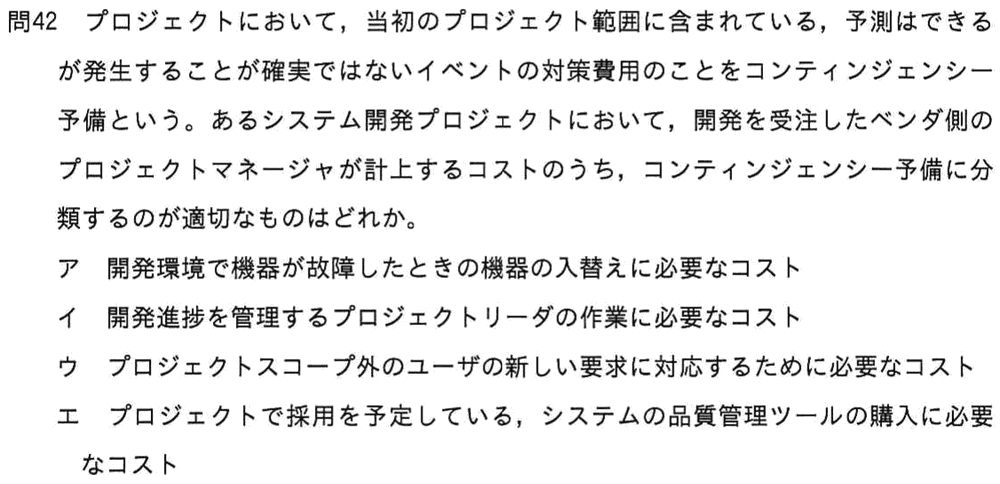 問42　プロジェクトにおいて，当初のプロジェクト範囲に含まれている，予測はできる
が発生することが確実ではないイベントの対策費用のことをコンティンジェンシー
予備という。あるシステム開発プロジェクトにおいて，開発を受注したベンダ側の
プロジェクトマネージャが計上するコストのうち，コンティンジェンシー予備に分
類するのが適切なものはどれか。
ア　開発環境で機器が故障したときの機器の入替えに必要なコスト
イ　開発進捗を管理するプロジェクトリーダの作業に必要なコスト
ウ　プロジェクトスコープ外のユーザの新しい要求に対応するために必要なコスト
エ　プロジェクトで採用を予定している，システムの品質管理ツールの購入に必要
なコスト